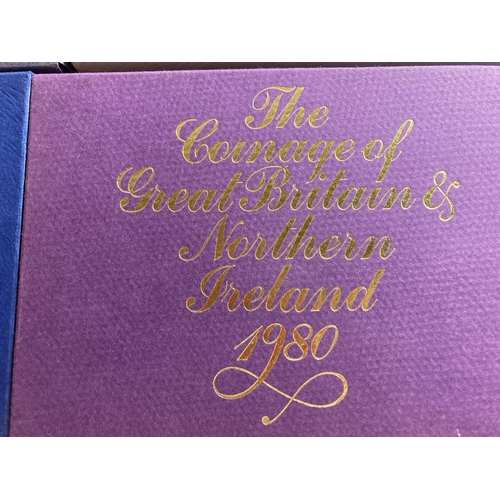 The
Coinage of
Great Britain &
Northern
Ireland
1980